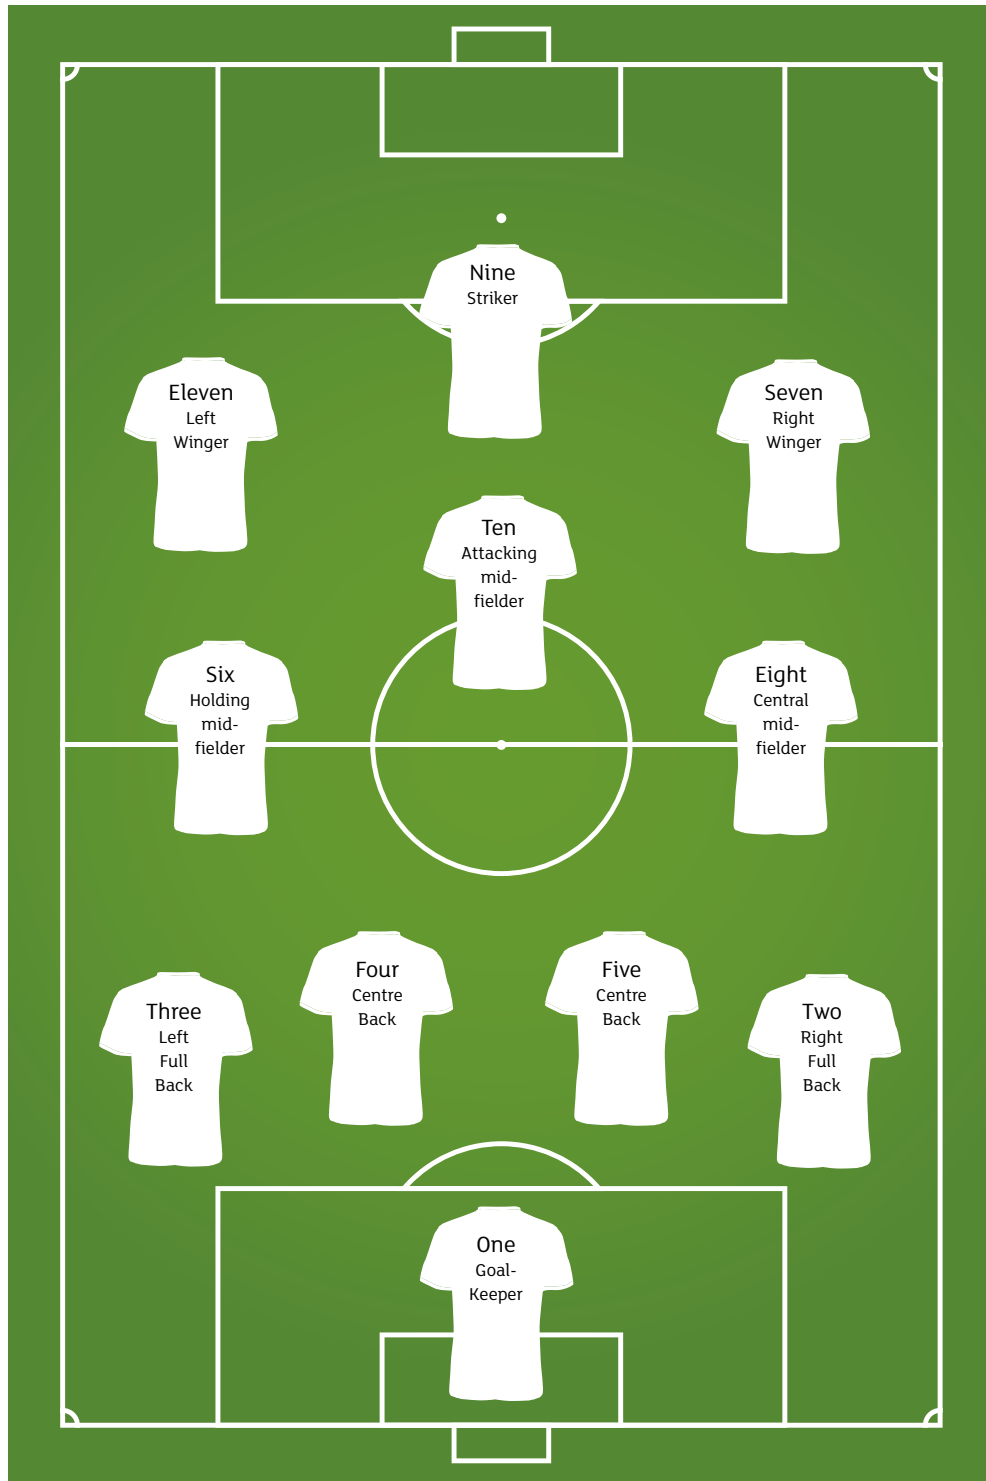 Nine
Striker
Eleven
Left
Winger
Seven
Right
Winger
Ten
Attacking
mid-
fielder
Six
Holding
mid-
fielder
Eight
Central
mid-
fielder
Three
Left
Full
Back
Four
Centre
Back
Five
Centre
Back
Two
Right
Full
Back
One
Goal-
Keeper